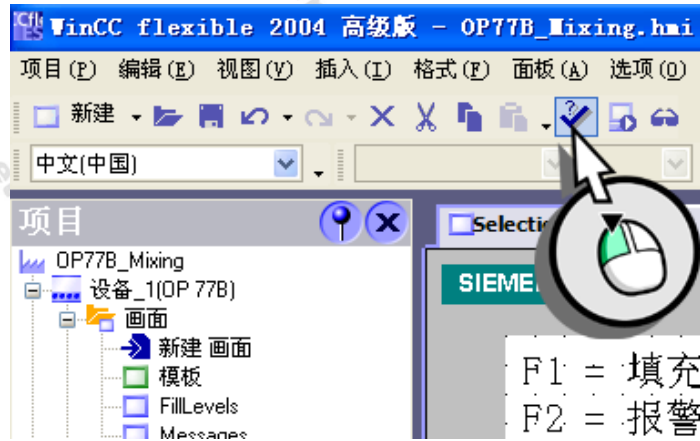 WinCC flexible 2004 高级版 - OP77B_Mixing.hmi
项目(P) 编辑(E) 视图(V) 插入(I) 格式(F) 面板(A) 选项(O)
新建
中文(中国)
项目
Selectio
OP77B_Mixing
设备_1(OP 77B)
SIEME
画面
新建 画面
模板
F1 = 填充
FillLevels
F2 = 报警
Messages